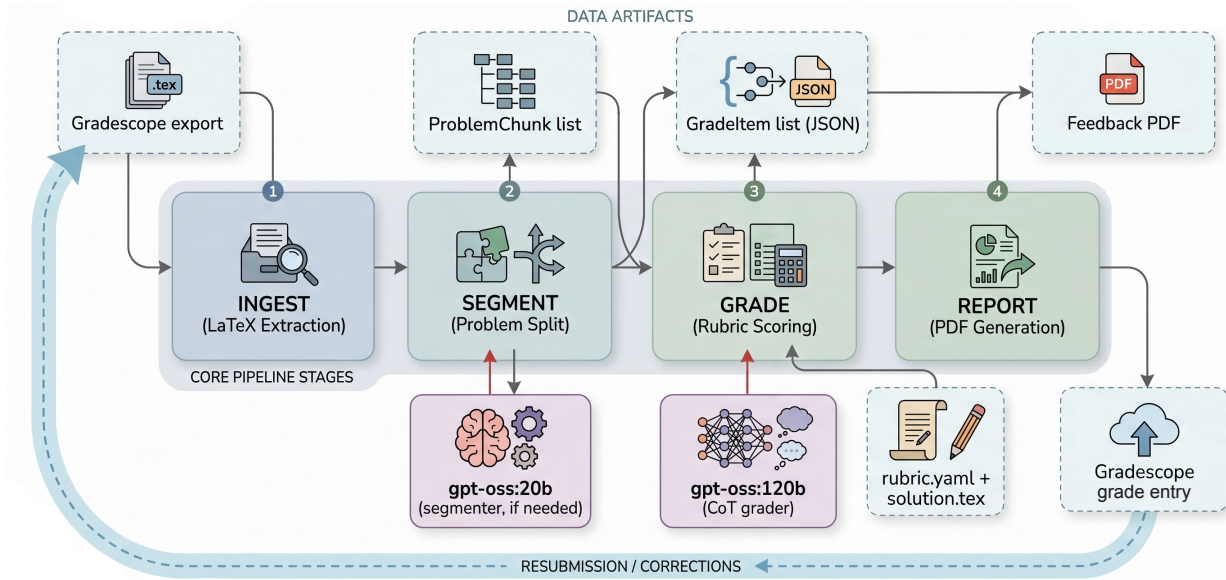 DATA ARTIFACTS
.tex
Gradescope export
ProblemChunk list
JSON
GradeItem list (JSON)
PDF
Feedback PDF
1
2
3
4
INGEST
(LaTeX Extraction)
SEGMENT
(Problem Split)
GRADE
(Rubric Scoring)
REPORT
(PDF Generation)
CORE PIPELINE STAGES
gpt-oss:20b
(segmenter, if needed)
gpt-oss:120b
(CoT grader)
rubric.yaml +
solution.tex
Gradescope
grade entry
RESUBMISSION / CORRECTIONS